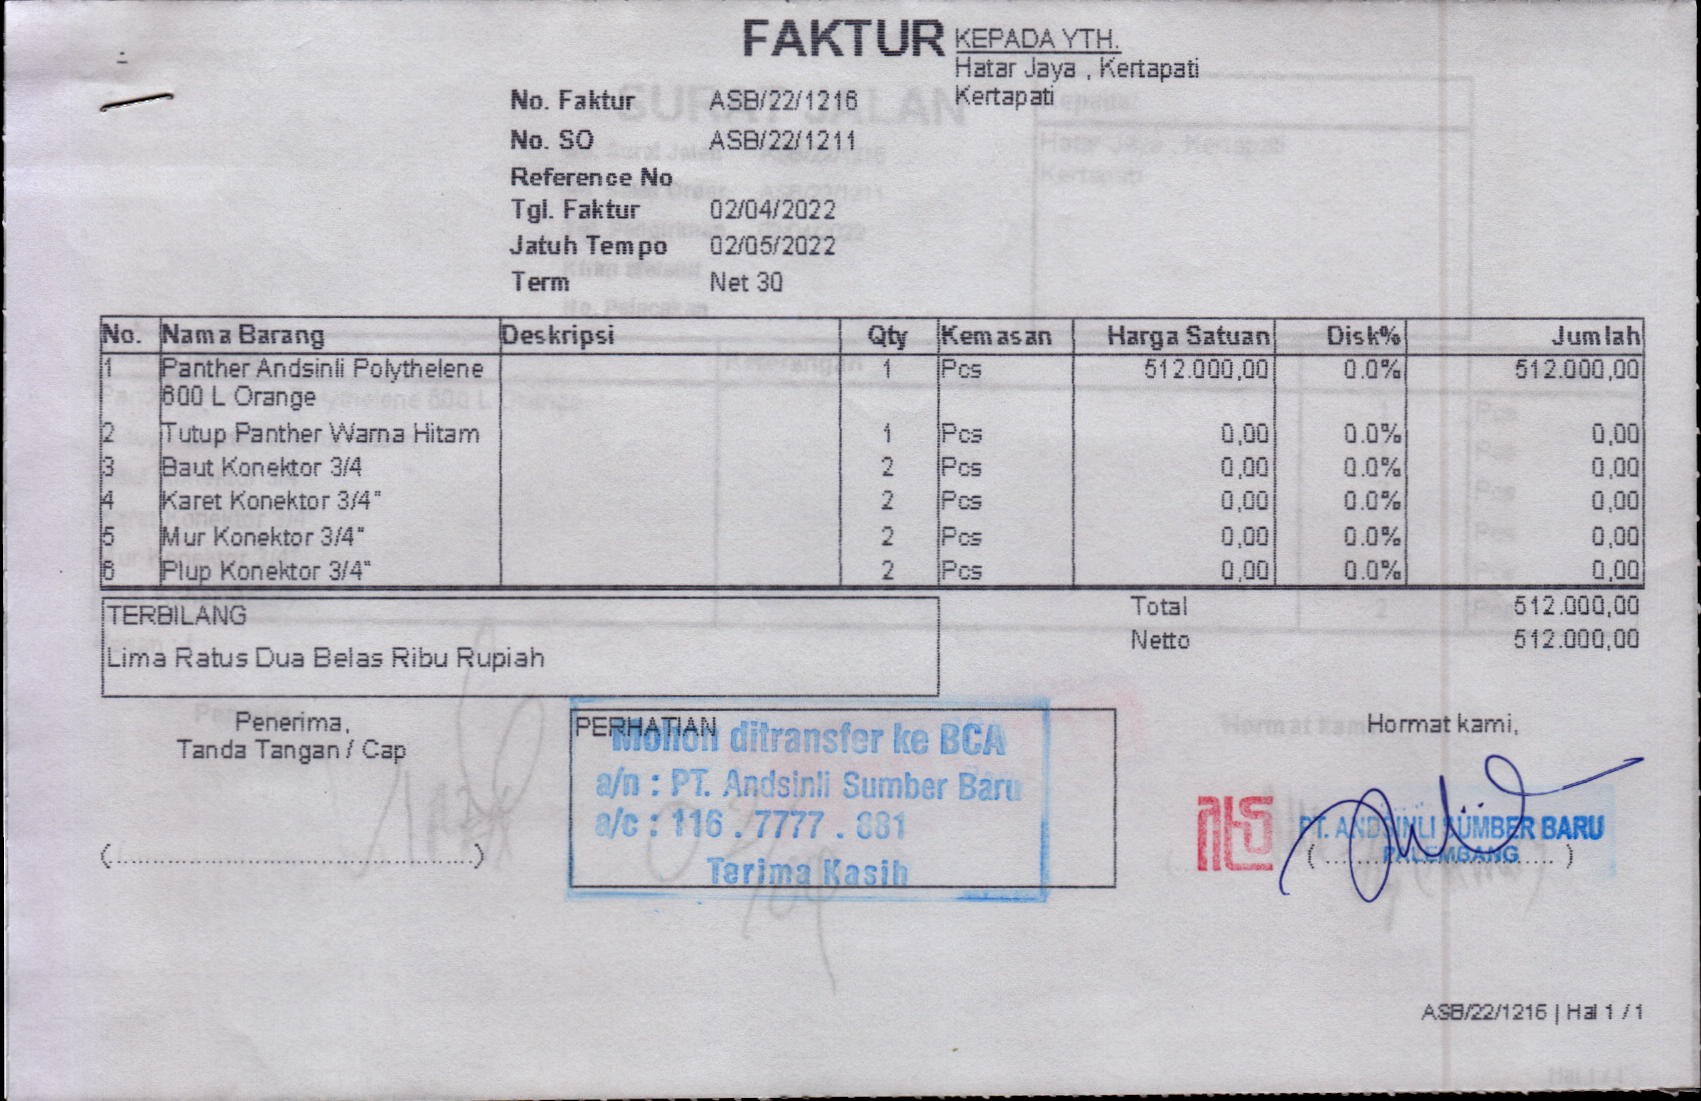 FAKTUR
KEPADA YTH.
Hatar Jaya , Kertapati
Kertapati
No. Faktur ASB/22/1216
No. SO ASB/22/1211
Reference No
Tgl. Faktur 02/04/2022
Jatuh Tempo 02/05/2022
Term Net 30
No. Nama Barang Deskripsi Qty Kemasan Harga Satuan Disk% Jumlah
1 Panther Andsinli Polythelene 1 Pcs 512.000,00 0.0% 512.000,00
600 L Orange
2 Tutup Panther Warna Hitam 1 Pcs 0,00 0.0% 0,00
3 Baut Konektor 3/4 2 Pcs 0,00 0.0% 0,00
4 Karet Konektor 3/4" 2 Pcs 0,00 0.0% 0,00
5 Mur Konektor 3/4" 2 Pcs 0,00 0.0% 0,00
6 Plup Konektor 3/4" 2 Pcs 0,00 0.0% 0,00
TERBILANG
Lima Ratus Dua Belas Ribu Rupiah
Total 512.000,00
Netto 512.000,00
Penerima,
Tanda Tangan / Cap
(...............................................)
PERHATIAN
Mohon ditransfer ke BCA
a/n : PT. Andsinli Sumber Baru
a/c : 116 . 7777 . 881
Terima Kasih
Hormat kami,
PT. ANDSINLI SUMBER BARU
PALEMBANG
ASB/22/1216 | Hal 1 / 1